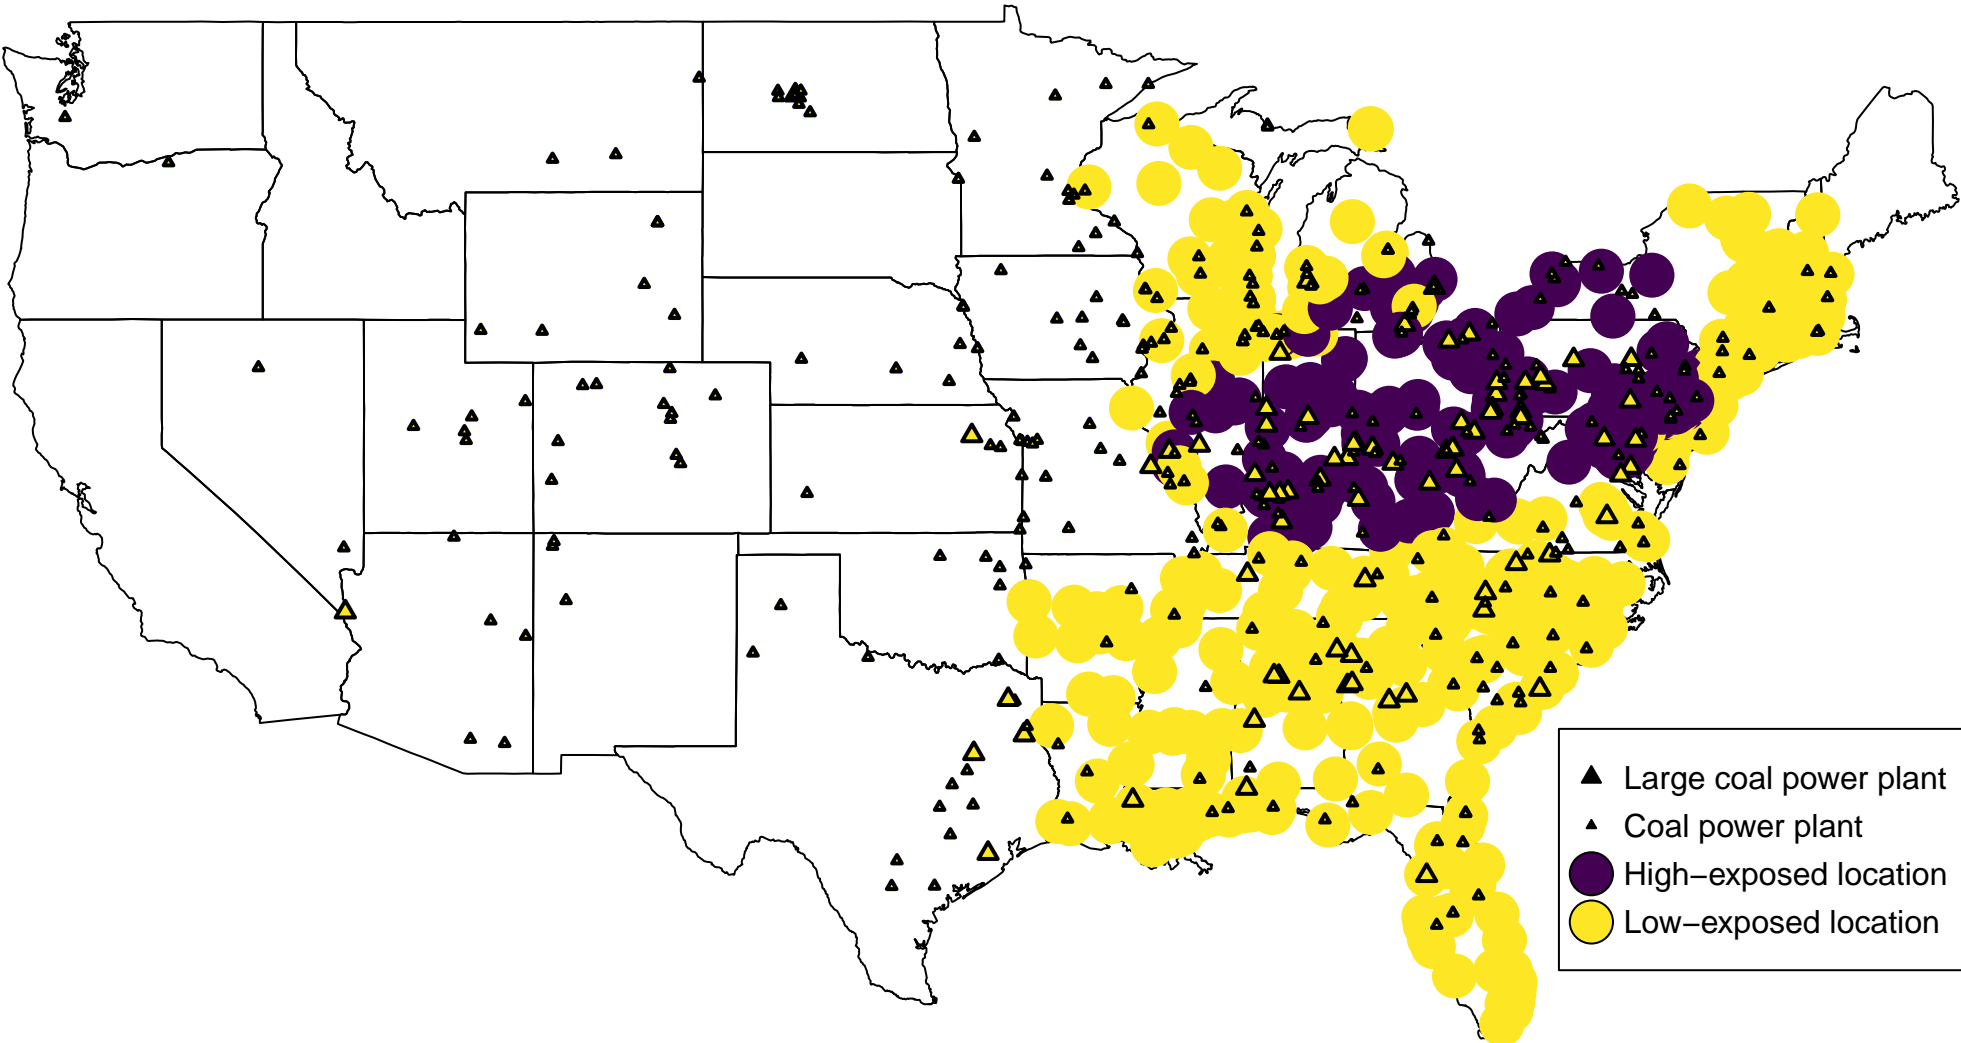 Large coal power plant
Coal power plant
High−exposed location
Low−exposed location